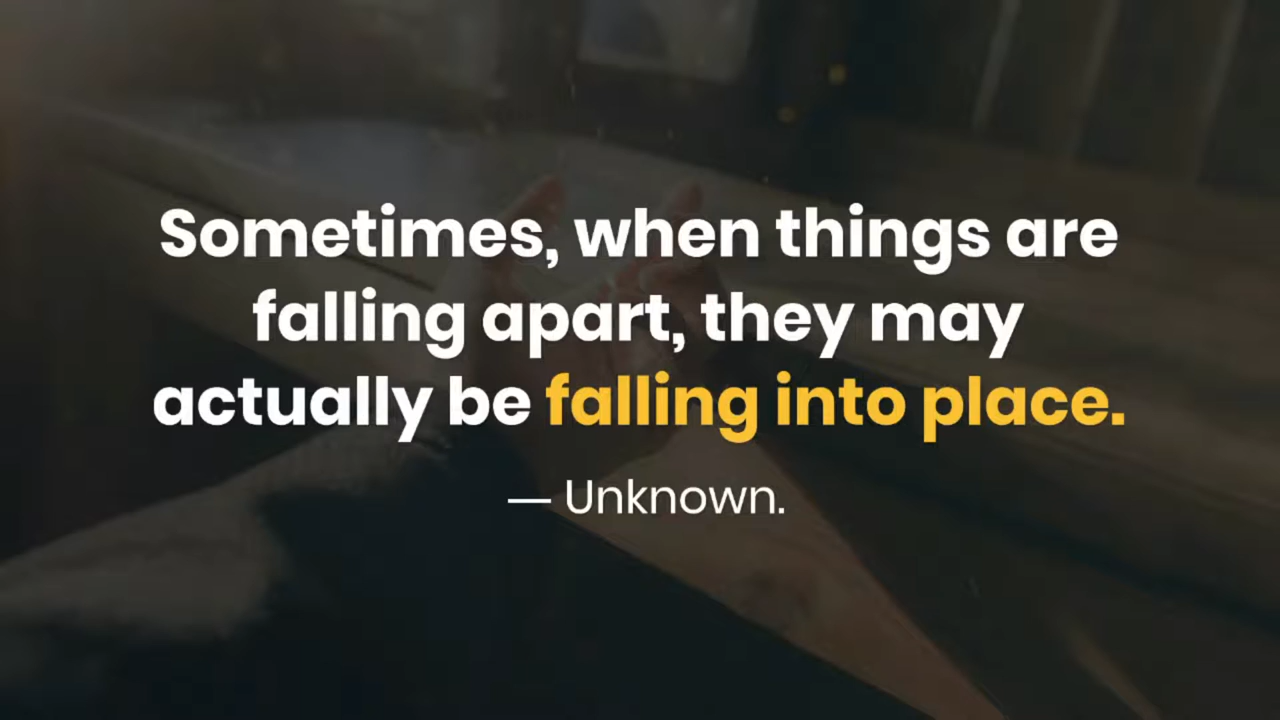 Sometimes, when things are
falling apart, they may
actually be falling into place.
— Unknown.